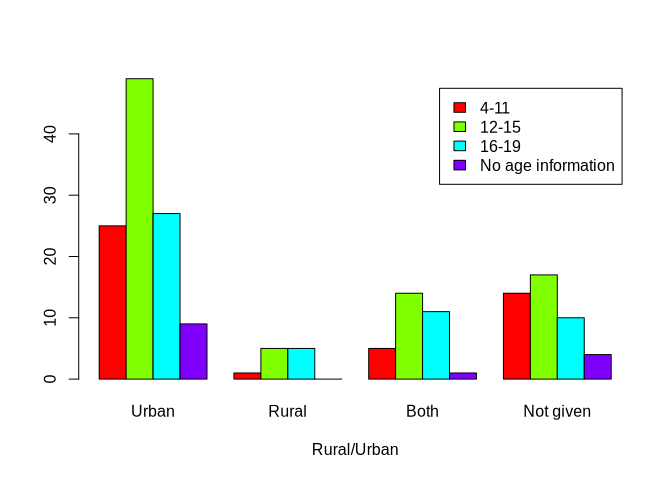 4-11
12-15
16-19
No age information
40
30
20
10
0
Urban Rural Both Not given
Rural/Urban